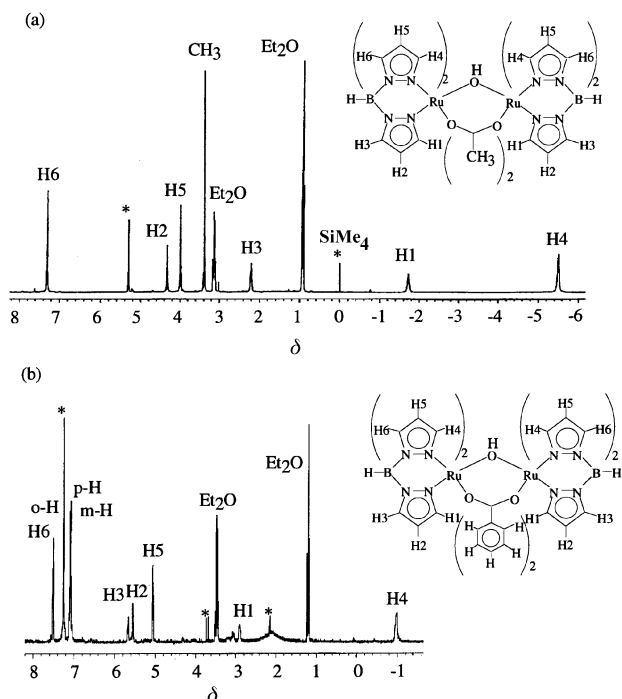 (a)
H6
*
H2
H5
CH3
Et2O
H3
Et2O
SiMe4
*
H1
H4
8 7 6 5 4 3 2 1 0 -1 -2 -3 -4 -5 -6
δ
H5 H5
H6 H4 H4 H6
2 OH 2
N N N N
H-B Ru Ru B-H
N N O O N N
H3 H1 CH3 H1 H3
H2 2 H2
(b)
*
o-H
H6
p-H
m-H
H3 H2
H5
*
Et2O
H1
*
Et2O
H4
8 7 6 5 4 3 2 1 0 -1
δ
H5 H5
H6 H4 H4 H6
2 OH 2
N N N N
H-B Ru Ru B-H
N N O O N N
H3 H1 H H H H3
H2 H H H2
H 2